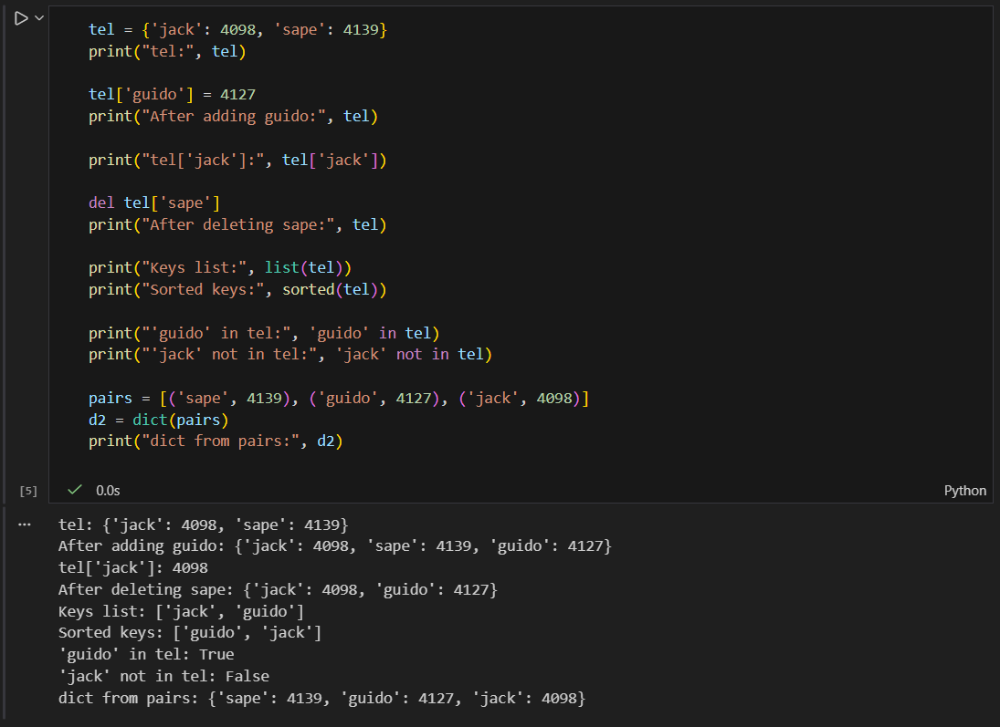 tel = {'jack': 4098, 'sape': 4139}
print("tel:", tel)
tel['guido'] = 4127
print("After adding guido:", tel)
print("tel['jack']:", tel['jack'])
del tel['sape']
print("After deleting sape:", tel)
print("Keys list:", list(tel))
print("Sorted keys:", sorted(tel))
print("'guido' in tel:", 'guido' in tel)
print("'jack' not in tel:", 'jack' not in tel)
pairs = [('sape', 4139), ('guido', 4127), ('jack', 4098)]
d2 = dict(pairs)
print("dict from pairs:", d2)
[5] 0.0s Python
tel: {'jack': 4098, 'sape': 4139}
After adding guido: {'jack': 4098, 'sape': 4139, 'guido': 4127}
tel['jack']: 4098
After deleting sape: {'jack': 4098, 'guido': 4127}
Keys list: ['jack', 'guido']
Sorted keys: ['guido', 'jack']
'guido' in tel: True
'jack' not in tel: False
dict from pairs: {'sape': 4139, 'guido': 4127, 'jack': 4098}